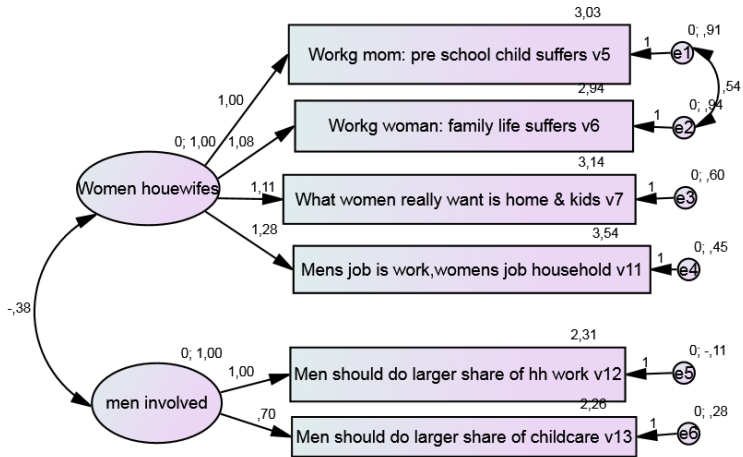 3,03
0; ,91
Workg mom: pre school child suffers v5
1
e1
,54
1,00
2,94
0; ,94
0; 1,00
1,08
Workg woman: family life suffers v6
1
e2
3,14
0; ,60
Women houewifes
1,11
What women really want is home & kids v7
1
e3
1,28
3,54
0; ,45
Mens job is work,womens job household v11
1
e4
-,38
2,31
0; -,11
0; 1,00
1,00
Men should do larger share of hh work v12
1
e5
men involved
,70
2,26
0; ,28
Men should do larger share of childcare v13
1
e6